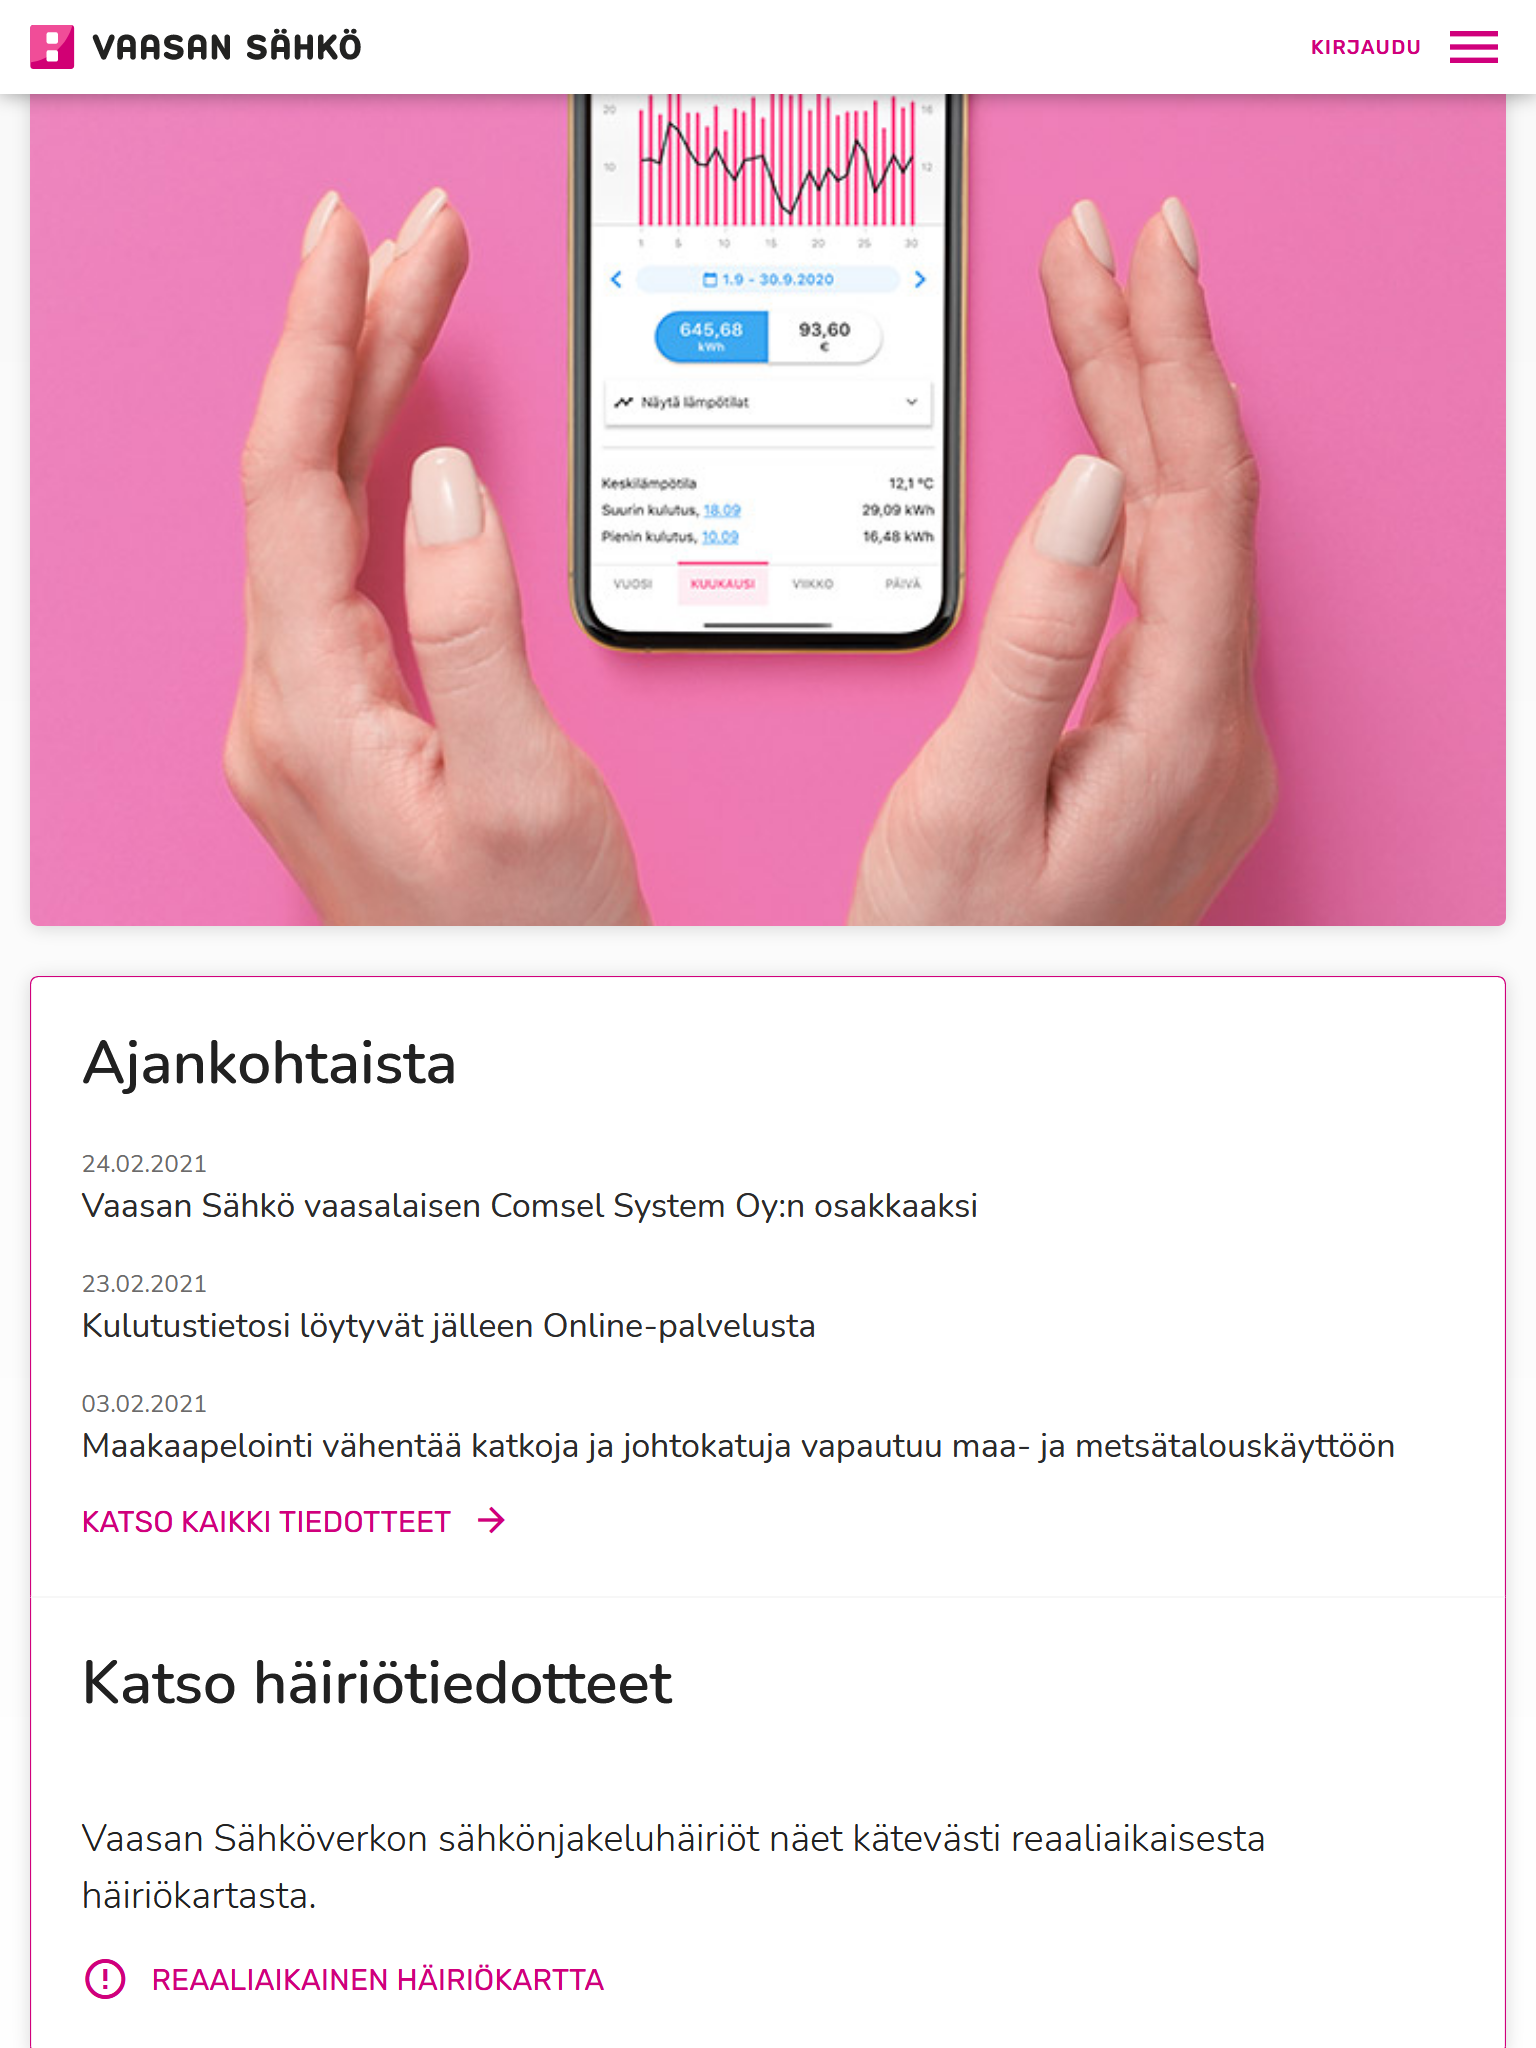 VAASAN SÄHKÖ
KIRJAUDU
20
16
10
12
1 5 10 15 20 25 30
1.9 - 30.9.2020
645,68
kWh
93,60
€
Näytä lämpötilat
Keskilämpötila 12,1 °C
Suurin kulutus, 18.09 29,09 kWh
Pienin kulutus, 10.09 16,48 kWh
VUOSI KUUKAUSI VIIKKO PÄIVÄ
Ajankohtaista
24.02.2021
Vaasan Sähkö vaasalaisen Comsel System Oy:n osakkaaksi
23.02.2021
Kulutustietosi löytyvät jälleen Online-palvelusta
03.02.2021
Maakaapelointi vähentää katkoja ja johtokatuja vapautuu maa- ja metsätalouskäyttöön
KATSO KAIKKI TIEDOTTEET
Katso häiriötiedotteet
Vaasan Sähköverkon sähkönjakeluhäiriöt näet kätevästi reaaliaikaisesta
häiriökartasta.
REAALIAIKAINEN HÄIRIÖKARTTA